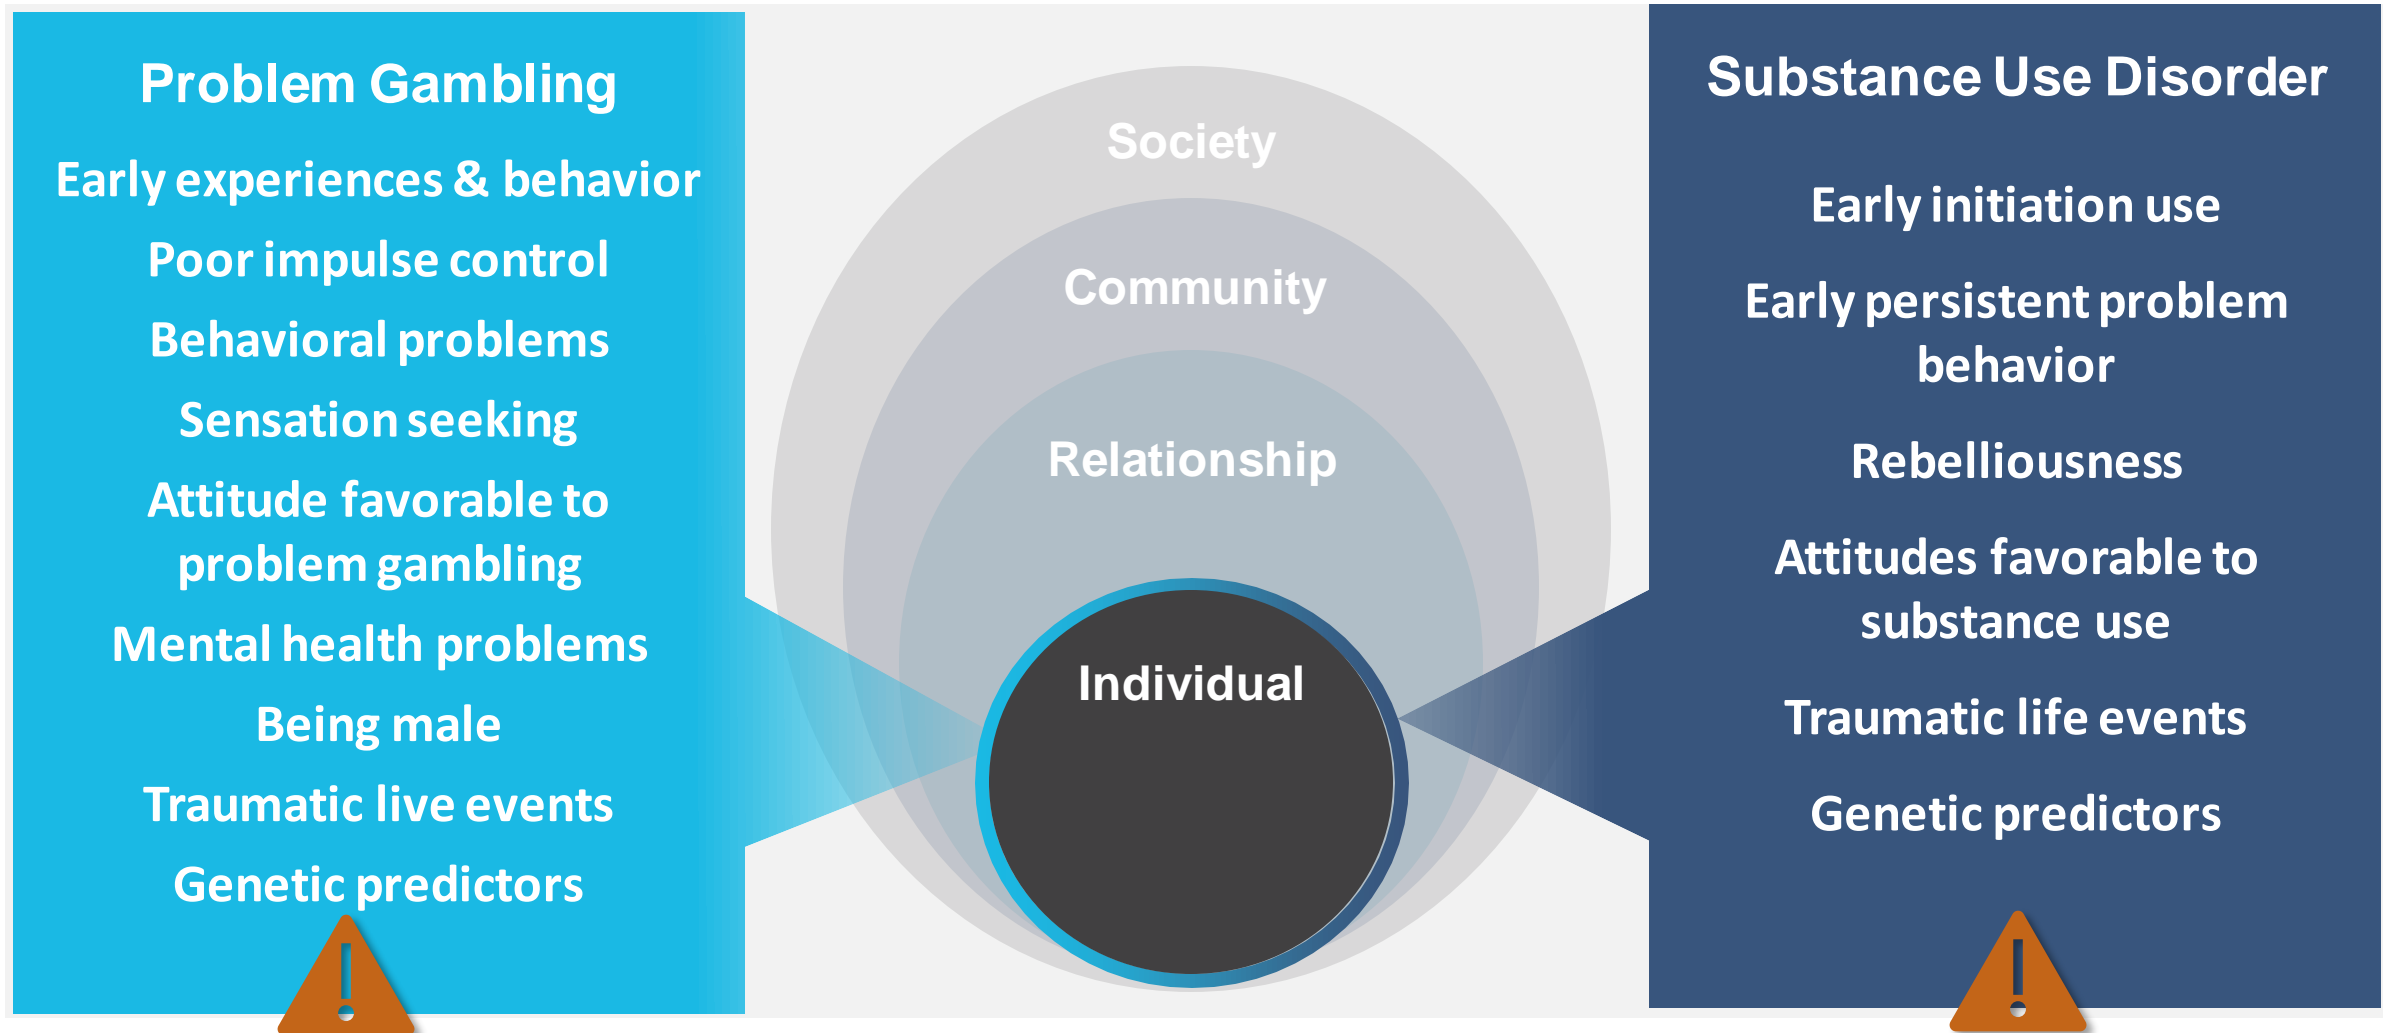 Problem Gambling
Early experiences & behavior
Poor impulse control
Behavioral problems
Sensation seeking
Attitude favorable to
problem gambling
Mental health problems
Being male
Traumatic live events
Genetic predictors
Society
Community
Relationship
Individual
Substance Use Disorder
Early initiation use
Early persistent problem
behavior
Rebelliousness
Attitudes favorable to
substance use
Traumatic life events
Genetic predictors